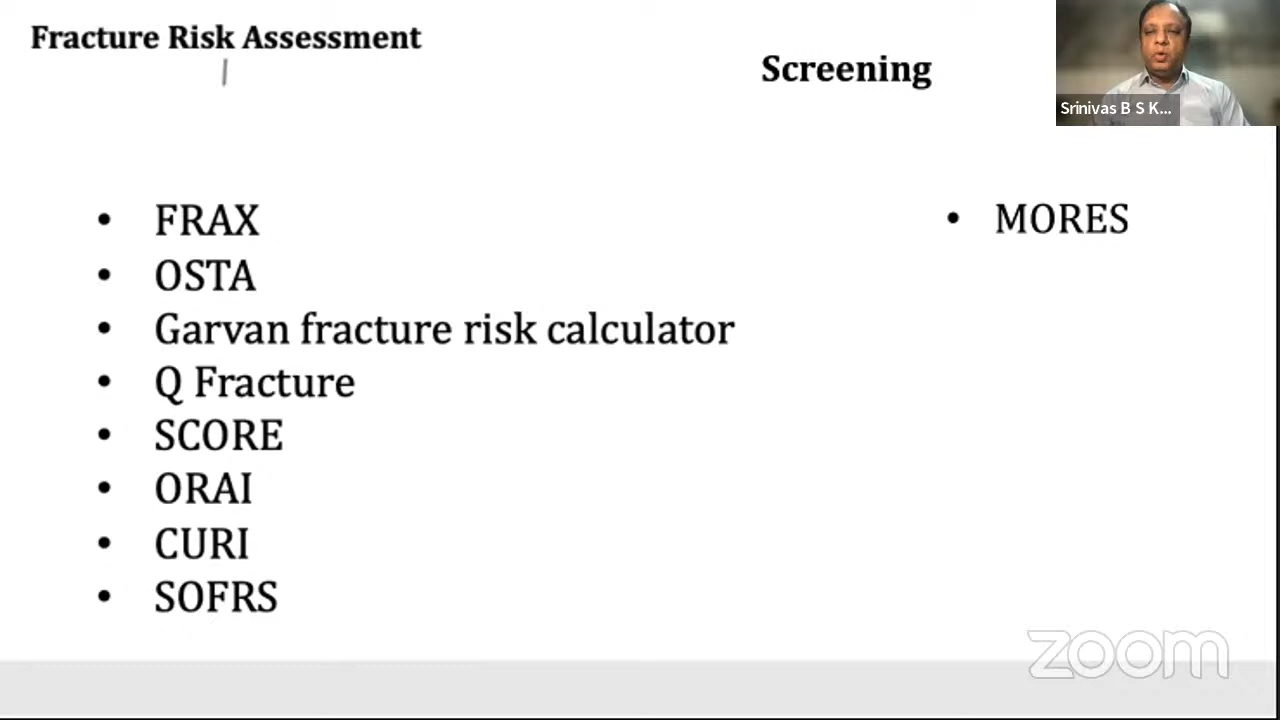 Fracture Risk Assessment
Screening
Srinivas B S K...
• FRAX
• OSTA
• Garvan fracture risk calculator
• Q Fracture
• SCORE
• ORAI
• CURI
• SOFRS
• MORES
zoom